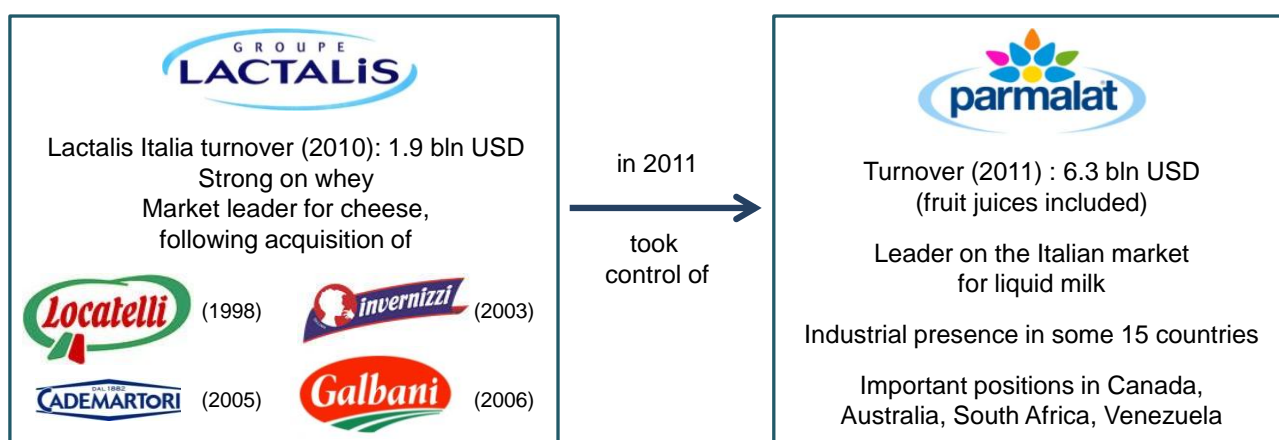 GROUPE
LACTALiS
Lactalis Italia turnover (2010): 1.9 bln USD
Strong on whey
Market leader for cheese,
following acquisition of
Locatelli (1998)
invernizzi (2003)
DAL 1882
CADEMARTORI (2005)
Galbani (2006)
in 2011
took
control of
parmalat
Turnover (2011) : 6.3 bln USD
(fruit juices included)
Leader on the Italian market
for liquid milk
Industrial presence in some 15 countries
Important positions in Canada,
Australia, South Africa, Venezuela